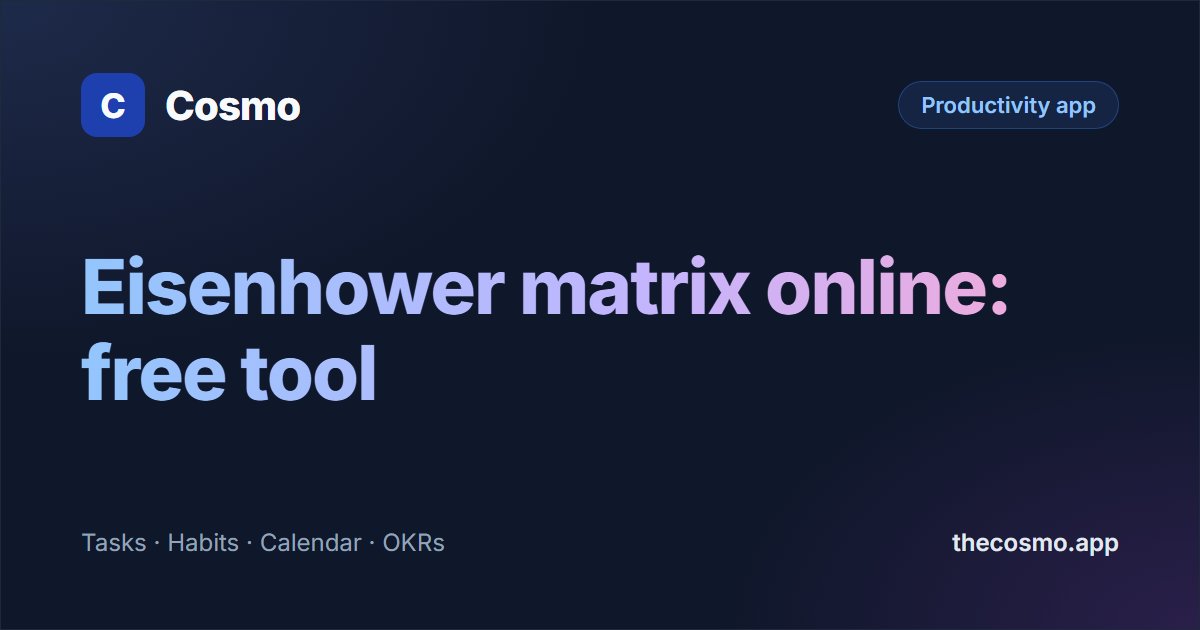 C Cosmo
Productivity app
Eisenhower matrix online:
free tool
Tasks · Habits · Calendar · OKRs
thecosmo.app